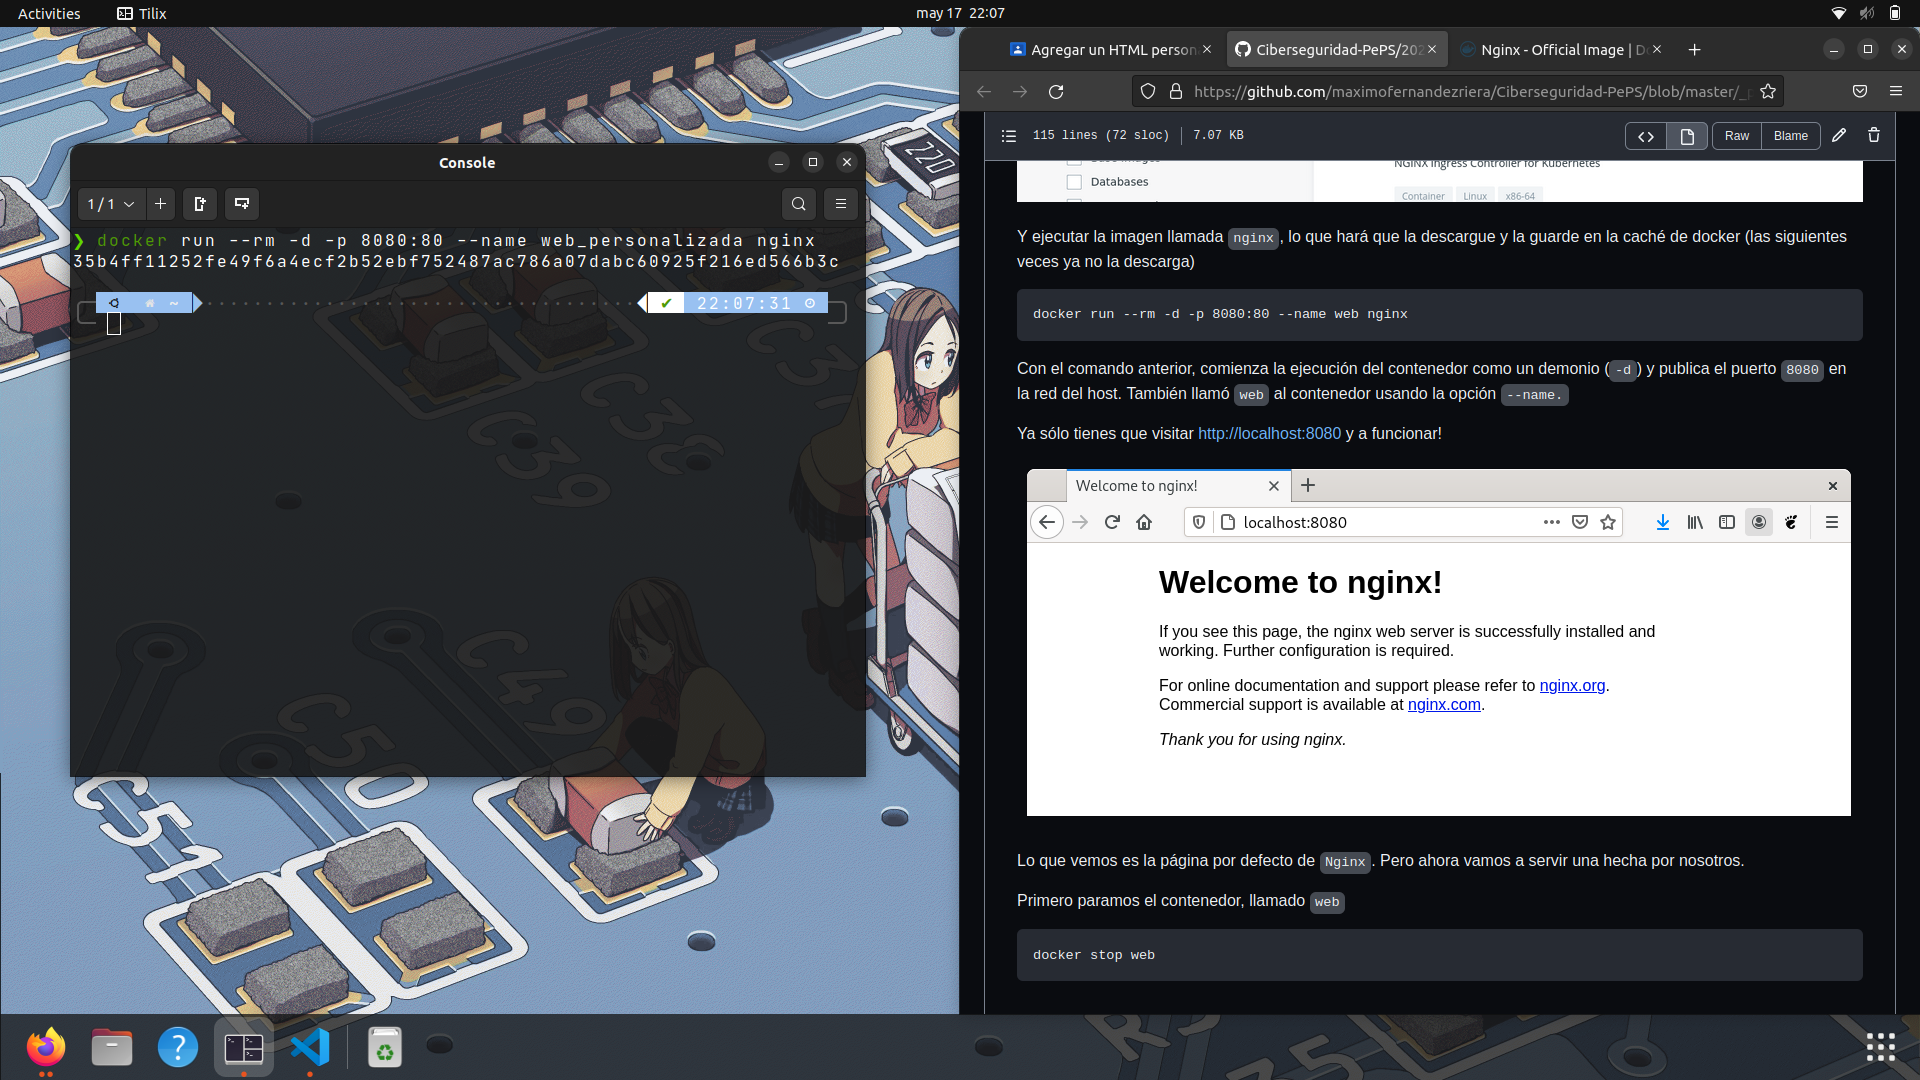 Activities
Tilix
may 17 22:07
Console
1 / 1
❯ docker run --rm -d -p 8080:80 --name web_personalizada nginx
35b4ff11252fe49f6a4ecf2b52ebf752487ac786a07dabc60925f216ed566b3c
~
✔ 22:07:31
220
C37
C38
C39
C49
C50
C51
Agregar un HTML person
Ciberseguridad-PePS/202
Nginx - Official Image | Do
https://github.com/maximofernandezriera/Ciberseguridad-PePS/blob/master/_p
115 lines (72 sloc)
7.07 KB
Raw
Blame
Databases
NGINX Ingress Controller for Kubernetes
Container
Linux
x86-64
Y ejecutar la imagen llamada nginx, lo que hará que la descargue y la guarde en la caché de docker (las siguientes
veces ya no la descarga)
docker run --rm -d -p 8080:80 --name web nginx
Con el comando anterior, comienza la ejecución del contenedor como un demonio (-d) y publica el puerto 8080 en
la red del host. También llamó web al contenedor usando la opción --name.
Ya sólo tienes que visitar http://localhost:8080 y a funcionar!
Welcome to nginx!
localhost:8080
Welcome to nginx!
If you see this page, the nginx web server is successfully installed and
working. Further configuration is required.
For online documentation and support please refer to nginx.org.
Commercial support is available at nginx.com.
Thank you for using nginx.
Lo que vemos es la página por defecto de Nginx. Pero ahora vamos a servir una hecha por nosotros.
Primero paramos el contenedor, llamado web
docker stop web